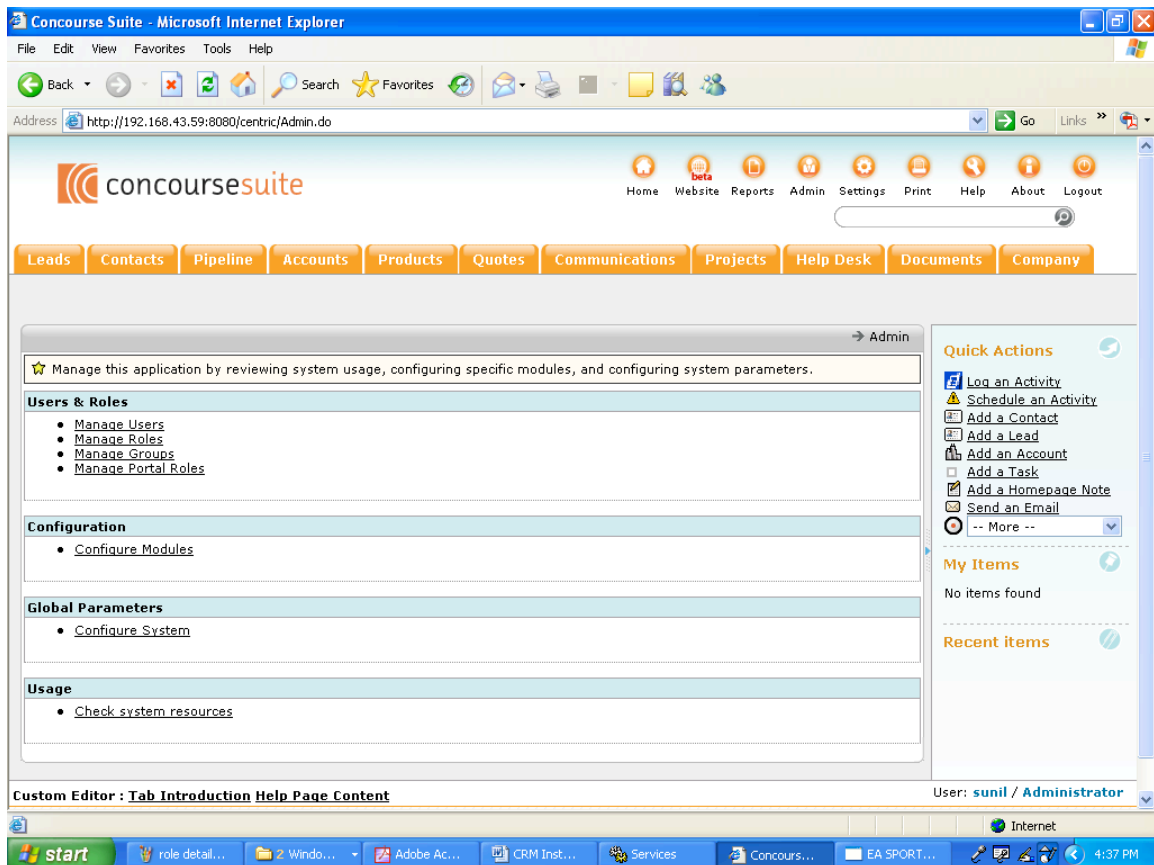 Concourse Suite - Microsoft Internet Explorer
File Edit View Favorites Tools Help
Back Search Favorites
Address http://192.168.43.59:8080/centric/Admin.do Go Links »
concoursesuite
beta
Home Website Reports Admin Settings Print Help About Logout
Leads Contacts Pipeline Accounts Products Quotes Communications Projects Help Desk Documents Company
→ Admin
Manage this application by reviewing system usage, configuring specific modules, and configuring system parameters.
Users & Roles
• Manage Users
• Manage Roles
• Manage Groups
• Manage Portal Roles
Configuration
• Configure Modules
Global Parameters
• Configure System
Usage
• Check system resources
Quick Actions
Log an Activity
Schedule an Activity
Add a Contact
Add a Lead
Add an Account
Add a Task
Add a Homepage Note
Send an Email
-- More --
My Items
No items found
Recent items
Custom Editor : Tab Introduction Help Page Content
User: sunil / Administrator
Internet
start role detail... 2 Windo... Adobe Ac... CRM Inst... Services Concours... EA SPORT... 4:37 PM